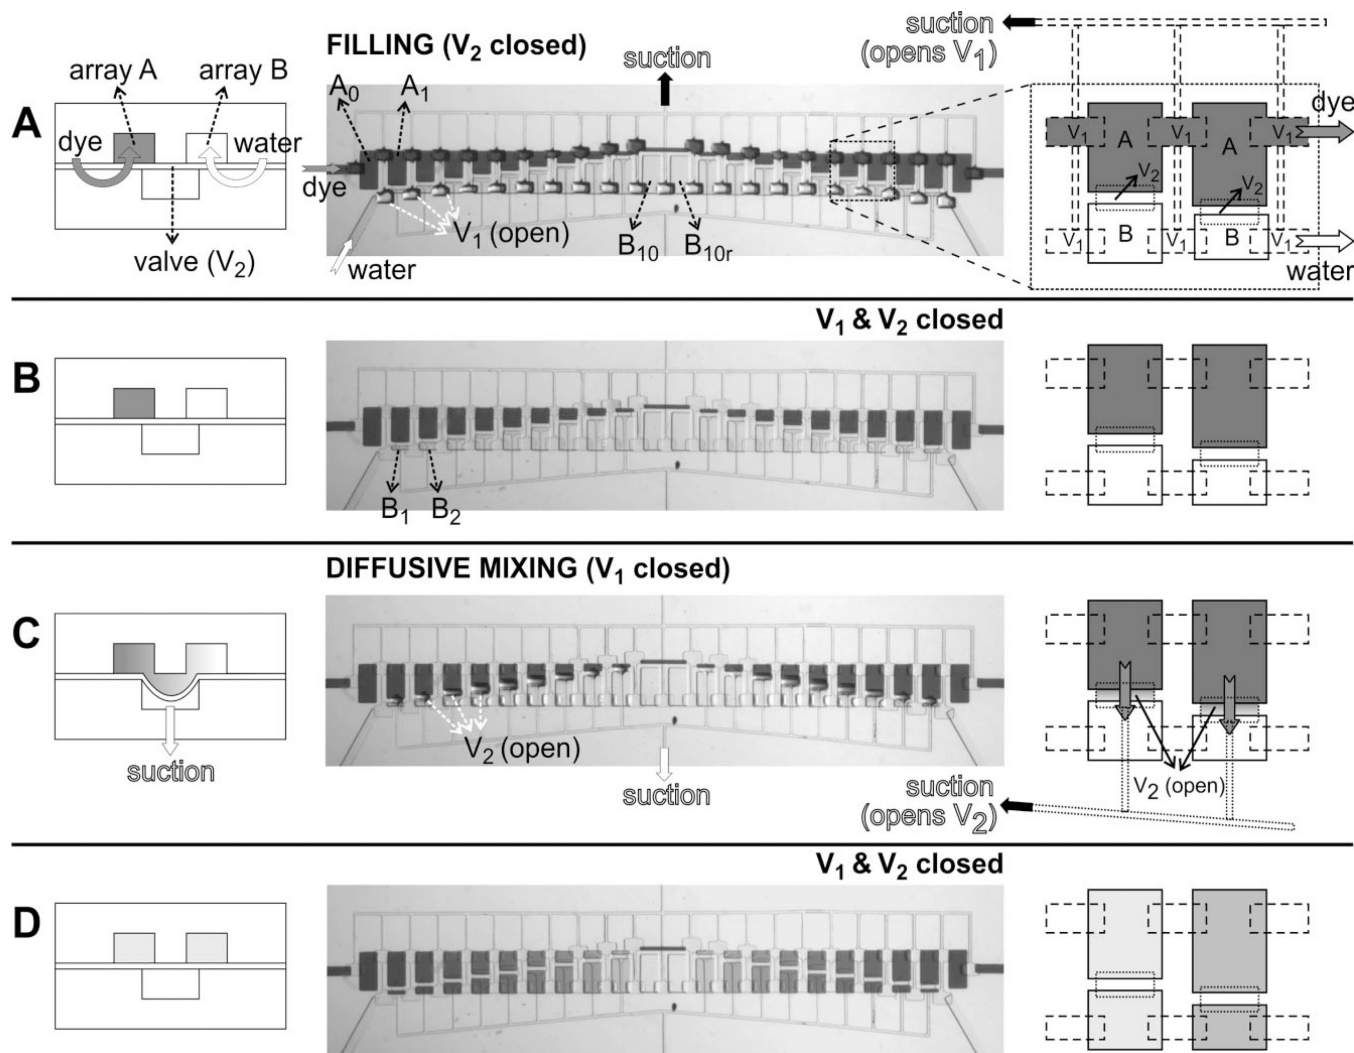 A
array A
array B
dye
water
valve (V2)
FILLING (V2 closed)
suction
A0
A1
dye
V1 (open)
water
B10
B10r
suction
(opens V1)
dye
V1
A
V1
A
V1
V2
V2
V1
B
V1
B
V1
water
B
V1 & V2 closed
B1
B2
C
DIFFUSIVE MIXING (V1 closed)
suction
V2 (open)
suction
V2 (open)
suction
(opens V2)
D
V1 & V2 closed